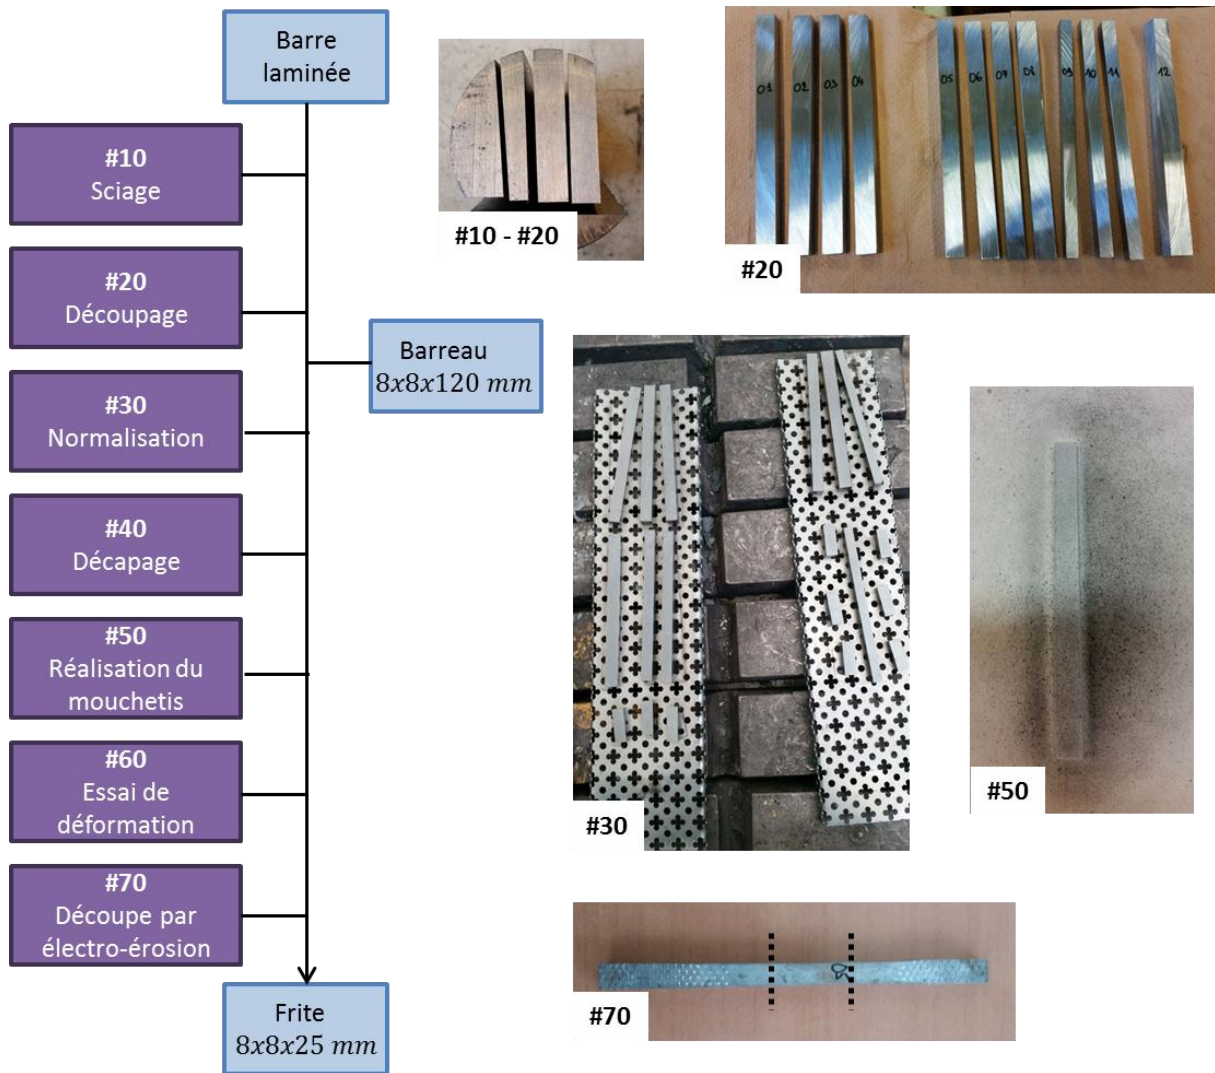 Barre
laminée
#10
Sciage
#20
Découpage
Barreau
8x8x120 mm
#30
Normalisation
#40
Décapage
#50
Réalisation du
mouchetis
#60
Essai de
déformation
#70
Découpe par
électro-érosion
Frite
8x8x25 mm
#10 - #20
01 02 03 04 05 06 07 08 09 10 11 12
#20
#30
#50
50
#70